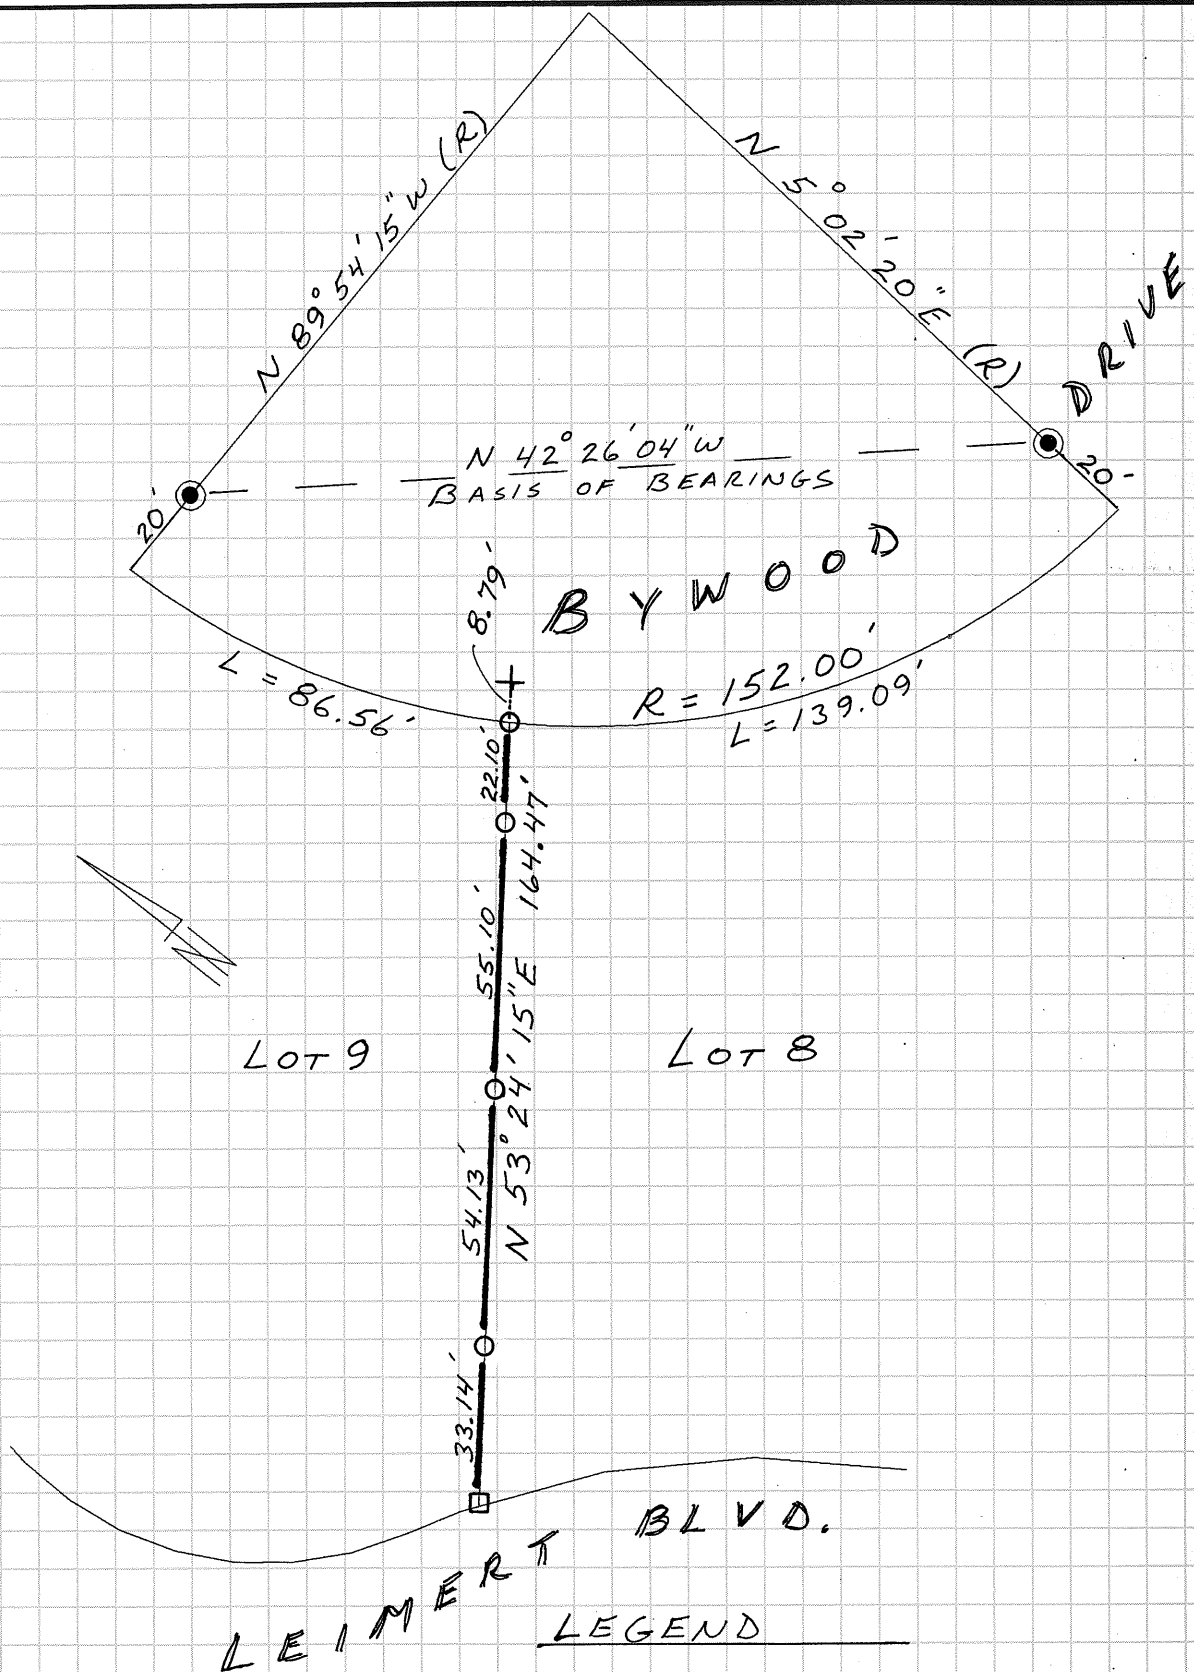 N 89° 54' 15" W (R)
N 5° 02' 20" E (R)
DRIVE
N 42° 26' 04" W
BASIS OF BEARINGS
20'
20-
8.79'
BYWOOD
L = 86.56'
R = 152.00'
L = 139.09'
22.10'
164.47'
55.10'
N 53° 24' 15" E
N
LOT 9
LOT 8
54.13'
33.14'
LEIMERT BLVD.
LEGEND